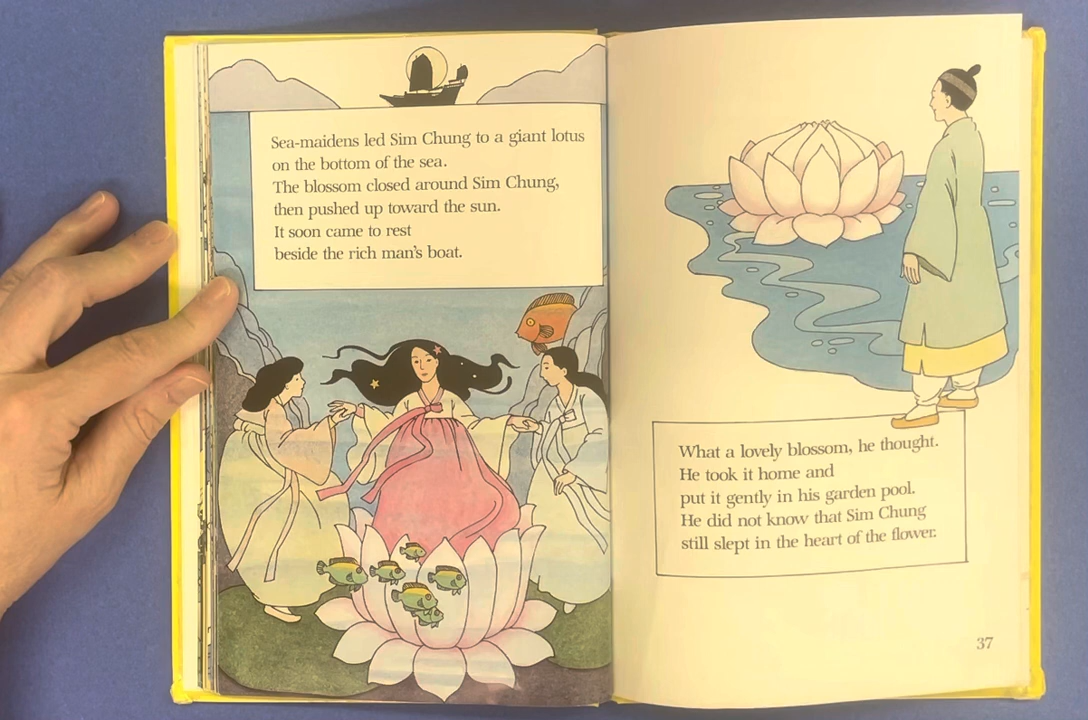 Sea-maidens led Sim Chung to a giant lotus
on the bottom of the sea.
The blossom closed around Sim Chung,
then pushed up toward the sun.
It soon came to rest
beside the rich man's boat.
What a lovely blossom, he thought.
He took it home and
put it gently in his garden pool.
He did not know that Sim Chung
still slept in the heart of the flower.
37